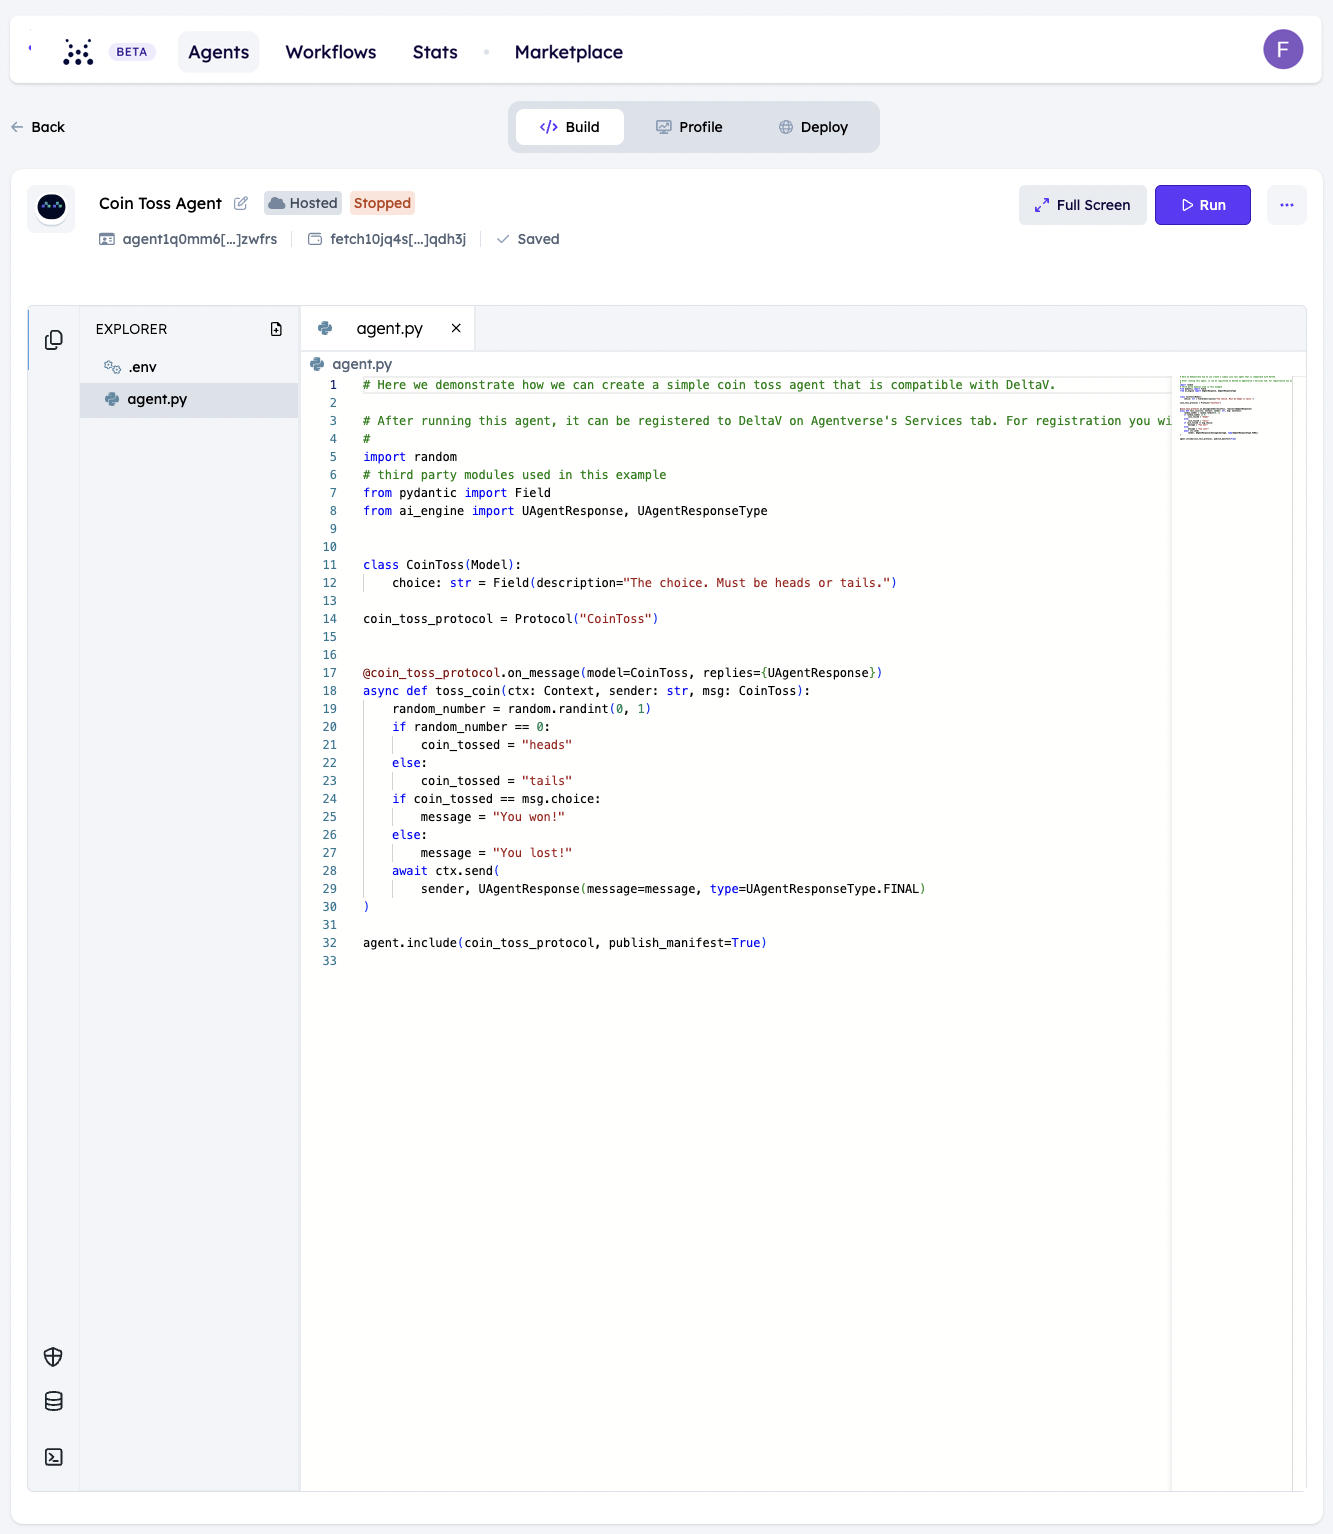 BETA
Agents
Workflows
Stats
Marketplace
F
Back
Build
Profile
Deploy
Coin Toss Agent
Hosted
Stopped
Full Screen
Run
agent1q0mm6[...]zwfrs
fetch10jq4s[...]qdh3j
Saved
EXPLORER
.env
agent.py
agent.py
agent.py
1 # Here we demonstrate how we can create a simple coin toss agent that is compatible with DeltaV.
2
3 # After running this agent, it can be registered to DeltaV on Agentverse's Services tab. For registration you wi
4 #
5 import random
6 # third party modules used in this example
7 from pydantic import Field
8 from ai_engine import UAgentResponse, UAgentResponseType
9
10
11 class CoinToss(Model):
12     choice: str = Field(description="The choice. Must be heads or tails.")
13
14 coin_toss_protocol = Protocol("CoinToss")
15
16
17 @coin_toss_protocol.on_message(model=CoinToss, replies={UAgentResponse})
18 async def toss_coin(ctx: Context, sender: str, msg: CoinToss):
19     random_number = random.randint(0, 1)
20     if random_number == 0:
21         coin_tossed = "heads"
22     else:
23         coin_tossed = "tails"
24     if coin_tossed == msg.choice:
25         message = "You won!"
26     else:
27         message = "You lost!"
28     await ctx.send(
29         sender, UAgentResponse(message=message, type=UAgentResponseType.FINAL)
30 )
31
32 agent.include(coin_toss_protocol, publish_manifest=True)
33